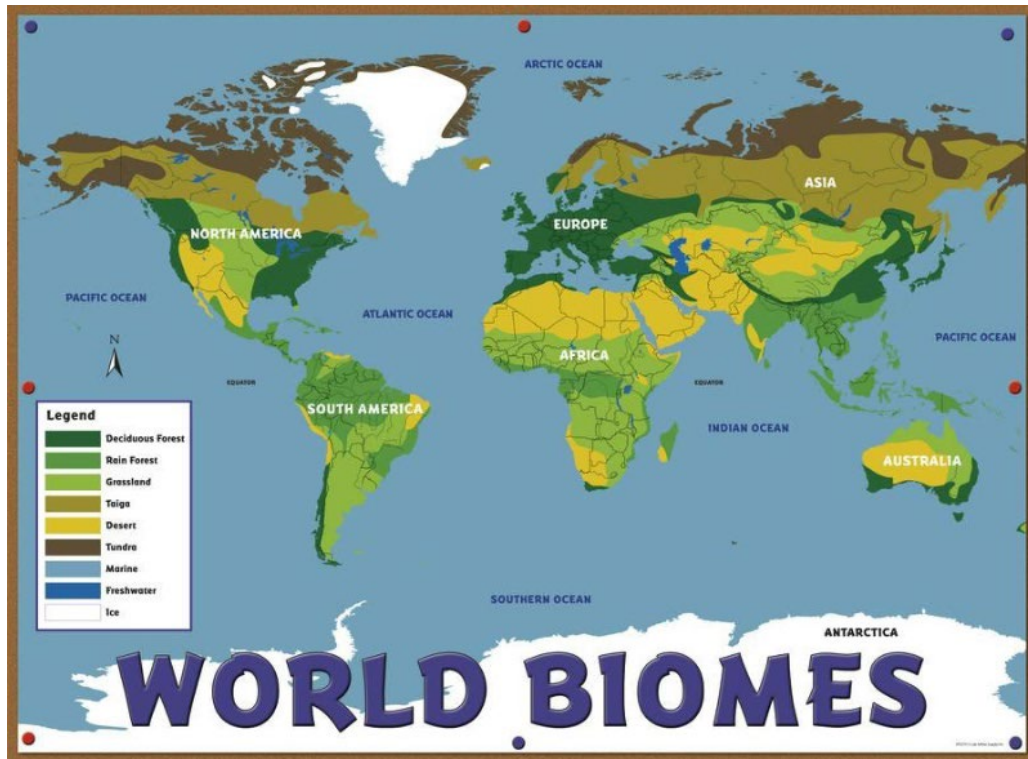 ARCTIC OCEAN
ASIA
EUROPE
NORTH AMERICA
PACIFIC OCEAN
ATLANTIC OCEAN
PACIFIC OCEAN
N
AFRICA
EQUATOR
EQUATOR
SOUTH AMERICA
INDIAN OCEAN
AUSTRALIA
Legend
Deciduous Forest
Rain Forest
Grassland
Taiga
Desert
Tundra
Marine
Freshwater
Ice
SOUTHERN OCEAN
ANTARCTICA
WORLD BIOMES